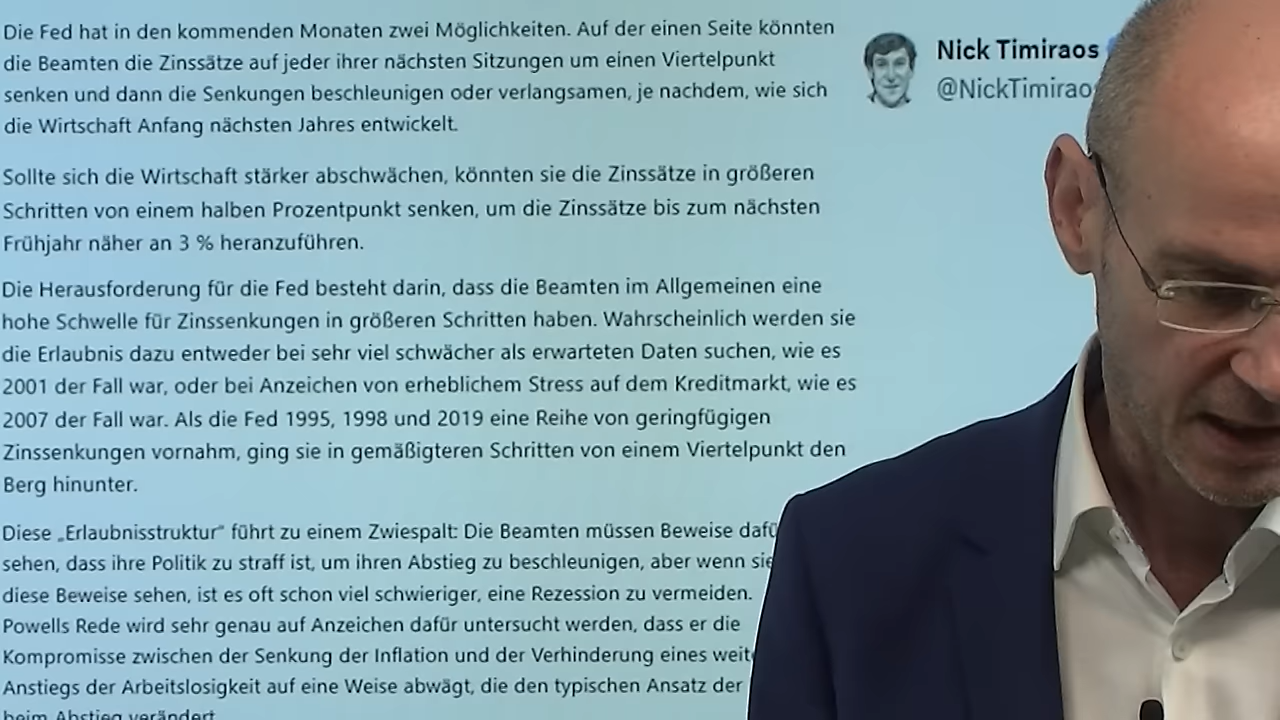 Die Fed hat in den kommenden Monaten zwei Möglichkeiten. Auf der einen Seite könnten
die Beamten die Zinssätze auf jeder ihrer nächsten Sitzungen um einen Viertelpunkt
senken und dann die Senkungen beschleunigen oder verlangsamen, je nachdem, wie sich
die Wirtschaft Anfang nächsten Jahres entwickelt.
Sollte sich die Wirtschaft stärker abschwächen, könnten sie die Zinssätze in größeren
Schritten von einem halben Prozentpunkt senken, um die Zinssätze bis zum nächsten
Frühjahr näher an 3 % heranzuführen.
Die Herausforderung für die Fed besteht darin, dass die Beamten im Allgemeinen eine
hohe Schwelle für Zinssenkungen in größeren Schritten haben. Wahrscheinlich werden sie
die Erlaubnis dazu entweder bei sehr viel schwächer als erwarteten Daten suchen, wie es
2001 der Fall war, oder bei Anzeichen von erheblichem Stress auf dem Kreditmarkt, wie es
2007 der Fall war. Als die Fed 1995, 1998 und 2019 eine Reihe von geringfügigen
Zinssenkungen vornahm, ging sie in gemäßigteren Schritten von einem Viertelpunkt den
Berg hinunter.
Diese „Erlaubnisstruktur" führt zu einem Zwiespalt: Die Beamten müssen Beweise dafü
sehen, dass ihre Politik zu straff ist, um ihren Abstieg zu beschleunigen, aber wenn sie
diese Beweise sehen, ist es oft schon viel schwieriger, eine Rezession zu vermeiden.
Powells Rede wird sehr genau auf Anzeichen dafür untersucht werden, dass er die
Kompromisse zwischen der Senkung der Inflation und der Verhinderung eines weite
Anstiegs der Arbeitslosigkeit auf eine Weise abwägt, die den typischen Ansatz der
beim Abstieg verändert.
Nick Timiraos
@NickTimirao